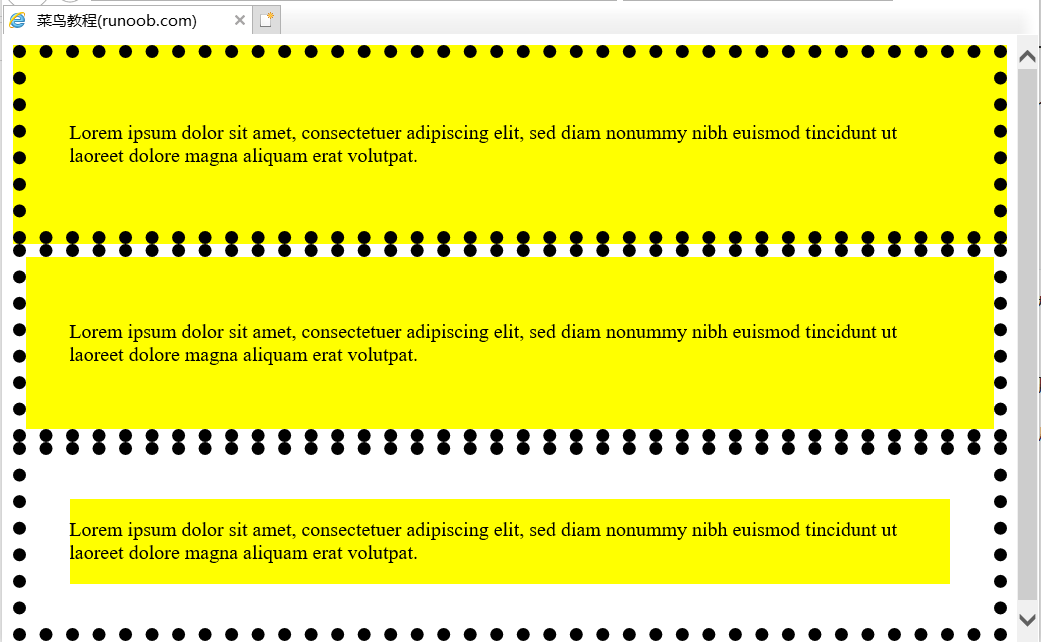 菜鸟教程(runoob.com)
Lorem ipsum dolor sit amet, consectetuer adipiscing elit, sed diam nonummy nibh euismod tincidunt ut
laoreet dolore magna aliquam erat volutpat.
Lorem ipsum dolor sit amet, consectetuer adipiscing elit, sed diam nonummy nibh euismod tincidunt ut
laoreet dolore magna aliquam erat volutpat.
Lorem ipsum dolor sit amet, consectetuer adipiscing elit, sed diam nonummy nibh euismod tincidunt ut
laoreet dolore magna aliquam erat volutpat.